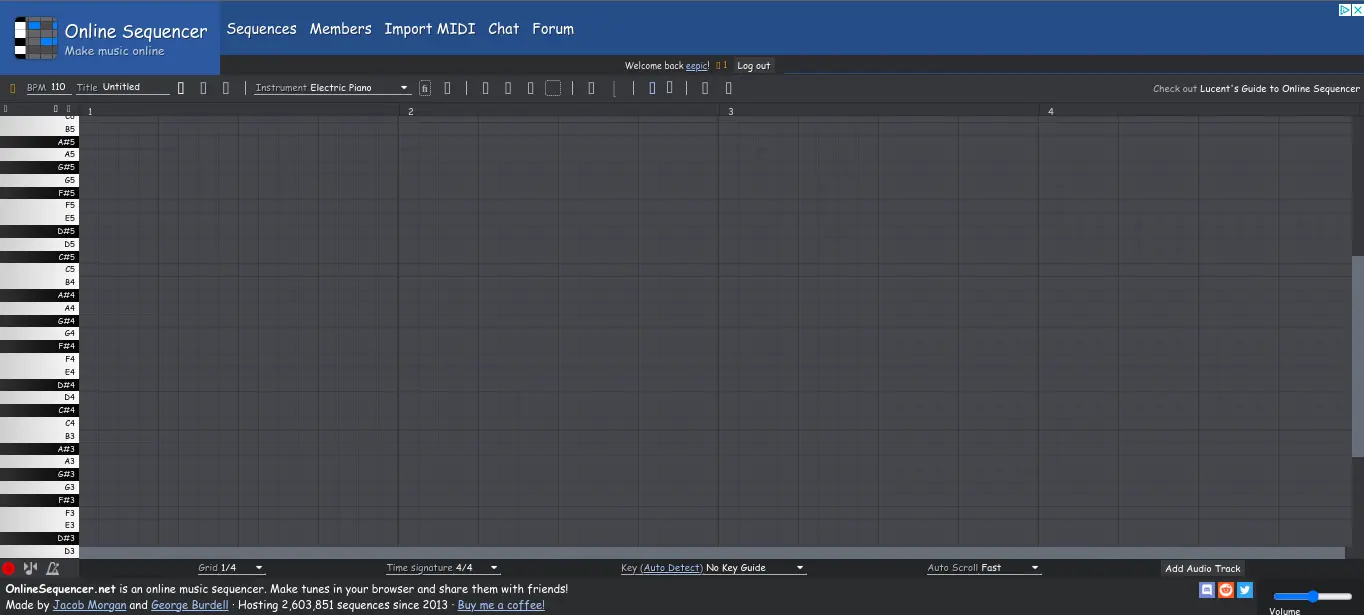 Online Sequencer
Make music online
Sequences Members Import MIDI Chat Forum
Welcome back eepic! 1 Log out
BPM 110 Title Untitled Instrument Electric Piano Check out Lucent's Guide to Online Sequencer
1 2 3 4
C6
B5
A#5
A5
G#5
G5
F#5
F5
E5
D#5
D5
C#5
C5
B4
A#4
A4
G#4
G4
F#4
F4
E4
D#4
D4
C#4
C4
B3
A#3
A3
G#3
G3
F#3
F3
E3
D#3
D3
Grid 1/4 Time signature 4/4 Key (Auto Detect) No Key Guide Auto Scroll Fast Add Audio Track
OnlineSequencer.net is an online music sequencer. Make tunes in your browser and share them with friends!
Made by Jacob Morgan and George Burdell · Hosting 2,603,851 sequences since 2013 · Buy me a coffee!
Volume